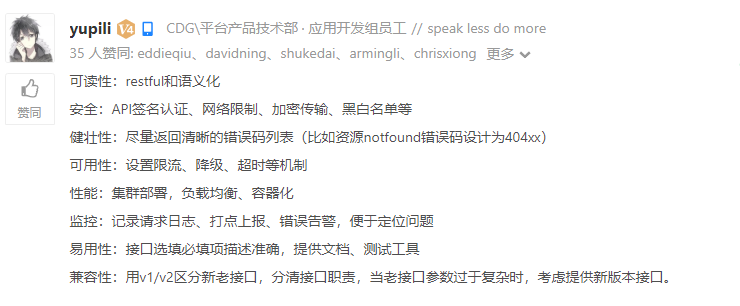 yupili V4 CDG\平台产品技术部 · 应用开发组员工 // speak less do more
35 人赞同: eddieqiu、davidning、shukedai、armingli、chrisxiong 更多
赞同
可读性：restful和语义化
安全：API签名认证、网络限制、加密传输、黑白名单等
健壮性：尽量返回清晰的错误码列表（比如资源notfound错误码设计为404xx）
可用性：设置限流、降级、超时等机制
性能：集群部署，负载均衡、容器化
监控：记录请求日志、打点上报、错误告警，便于定位问题
易用性：接口选填必填项描述准确，提供文档、测试工具
兼容性：用v1/v2区分新老接口，分清接口职责，当老接口参数过于复杂时，考虑提供新版本接口。